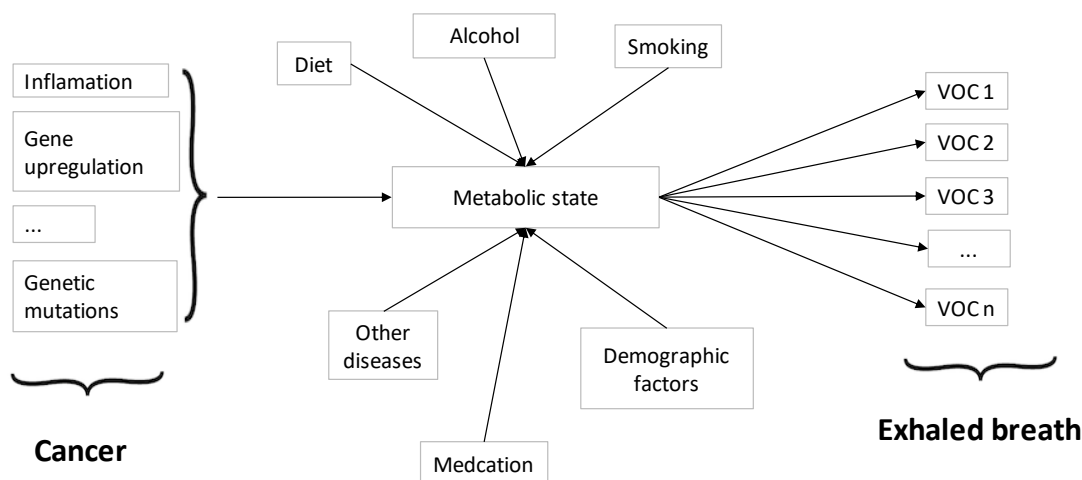 Inflamation
Gene
upregulation
...
Genetic
mutations
Cancer
Diet
Alcohol
Smoking
Metabolic state
Other
diseases
Medcation
Demographic
factors
VOC 1
VOC 2
VOC 3
...
VOC n
Exhaled breath